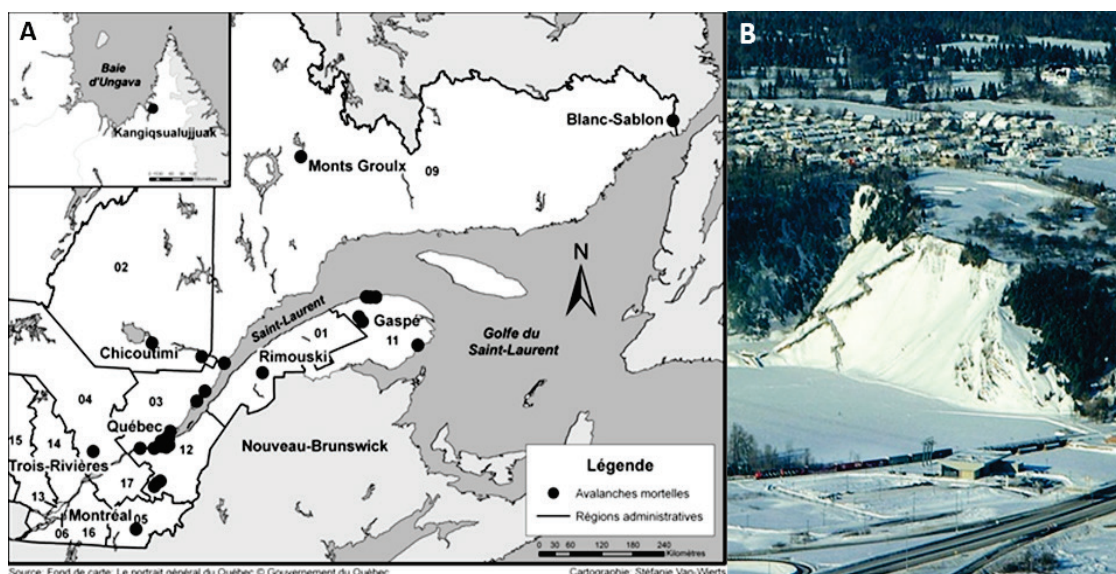 A
Baie
d'Ungava
Kangiqsualujjuak
Kilomètres
Blanc-Sablon
Monts Groulx
09
02
N
Saint-Laurent
Gaspé
01
11
Golfe du
Saint-Laurent
Chicoutimi
Rimouski
04
03
Québec
12
15
14
Nouveau-Brunswick
Trois-Rivières
17
13
Montréal
05
06
16
Légende
Avalanches mortelles
Régions administratives
0 30 60 120 180 240
Kilomètres
Source: Fond de carte: Le portrait général du Québec © Gouvernement du Québec
Cartographie: Stéfanie Van-Wierts
B